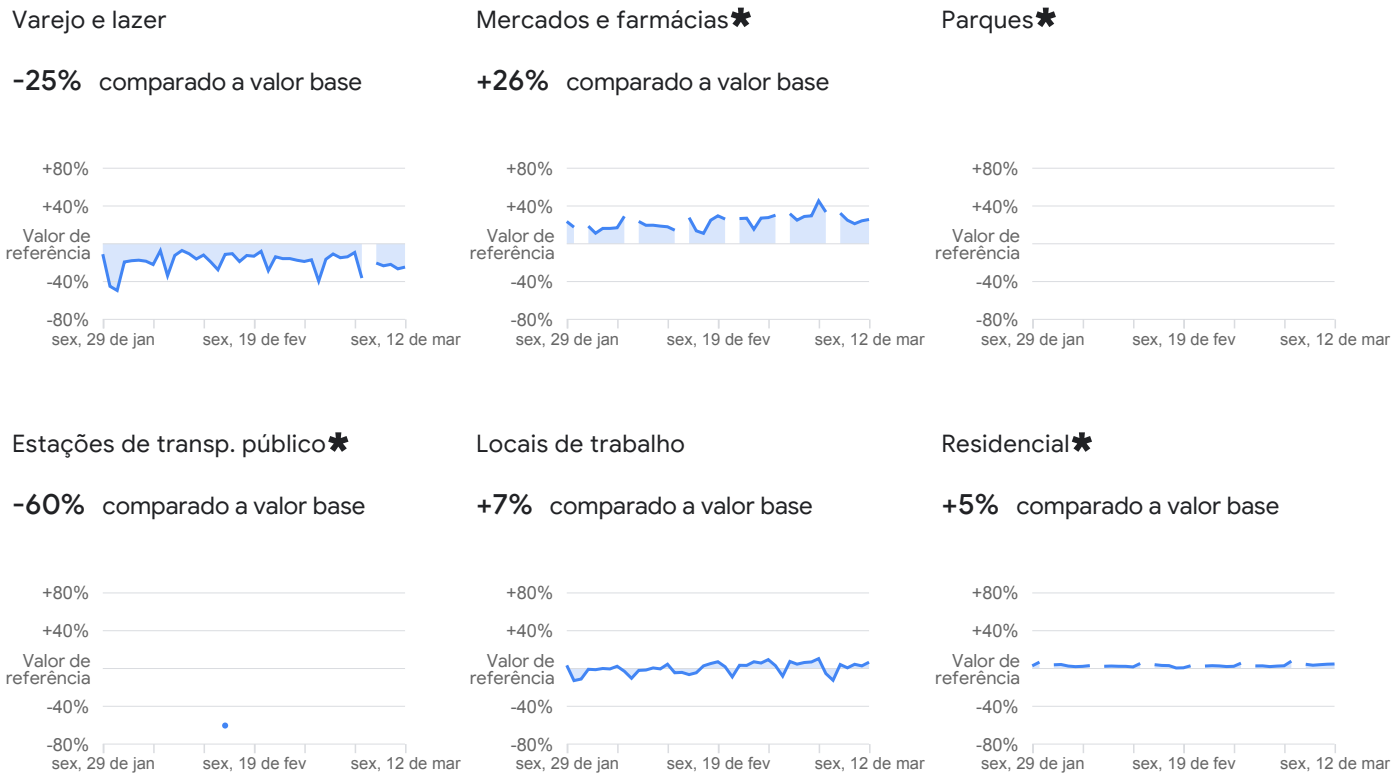 Varejo e lazer
-25% comparado a valor base
+80%
+40%
Valor de
referência
-40%
-80%
sex, 29 de jan sex, 19 de fev sex, 12 de mar
Mercados e farmácias*
+26% comparado a valor base
+80%
+40%
Valor de
referência
-40%
-80%
sex, 29 de jan sex, 19 de fev sex, 12 de mar
Parques*
+80%
+40%
Valor de
referência
-40%
-80%
sex, 29 de jan sex, 19 de fev sex, 12 de mar
Estações de transp. público*
-60% comparado a valor base
+80%
+40%
Valor de
referência
-40%
-80%
sex, 29 de jan sex, 19 de fev sex, 12 de mar
Locais de trabalho
+7% comparado a valor base
+80%
+40%
Valor de
referência
-40%
-80%
sex, 29 de jan sex, 19 de fev sex, 12 de mar
Residencial*
+5% comparado a valor base
+80%
+40%
Valor de
referência
-40%
-80%
sex, 29 de jan sex, 19 de fev sex, 12 de mar